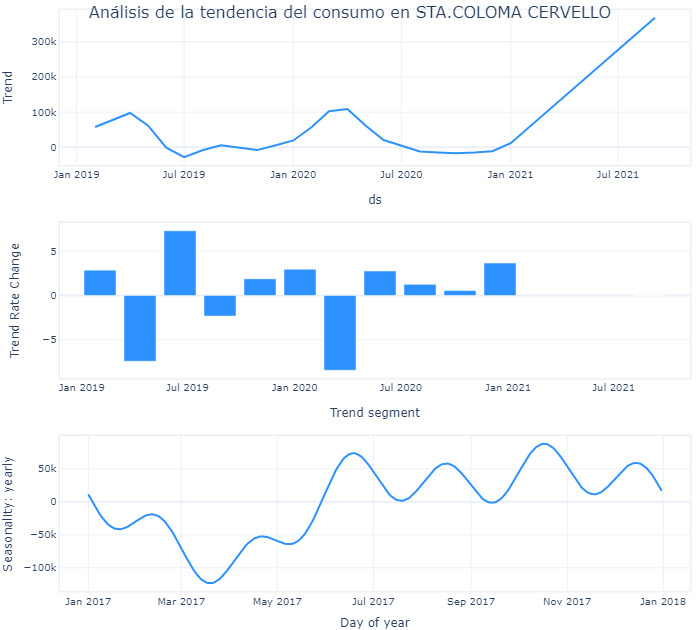 Análisis de la tendencia del consumo en STA.COLOMA CERVELLO
Trend
300k
200k
100k
0
Jan 2019 Jul 2019 Jan 2020 Jul 2020 Jan 2021 Jul 2021
ds
Trend Rate Change
5
0
−5
Jan 2019 Jul 2019 Jan 2020 Jul 2020 Jan 2021 Jul 2021
Trend segment
Seasonality: yearly
50k
0
−50k
−100k
Jan 2017 Mar 2017 May 2017 Jul 2017 Sep 2017 Nov 2017 Jan 2018
Day of year